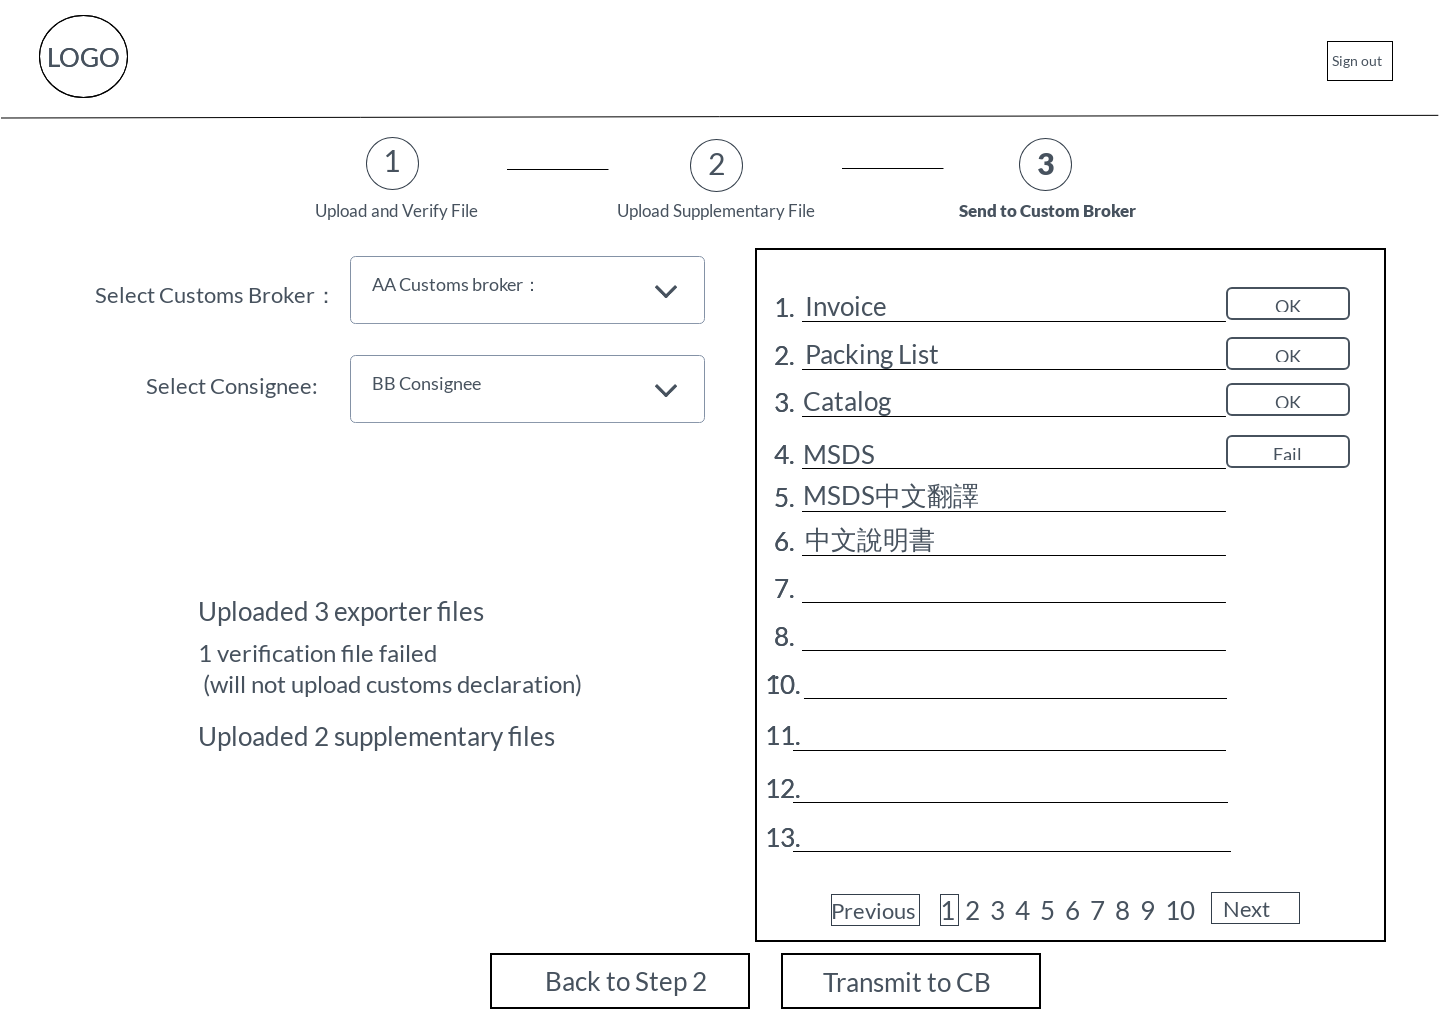 LOGO
Sign out
1
2
3
Upload and Verify File
Upload Supplementary File
Send to Custom Broker
Select Customs Broker：
AA Customs broker：
Select Consignee:
BB Consignee
Uploaded 3 exporter files
1 verification file failed
(will not upload customs declaration)
Uploaded 2 supplementary files
1. Invoice OK
2. Packing List OK
3. Catalog OK
4. MSDS Fail
5. MSDS中文翻譯
6. 中文說明書
7.
8.
10.
11.
12.
13.
Previous 1 2 3 4 5 6 7 8 9 10 Next
Back to Step 2
Transmit to CB